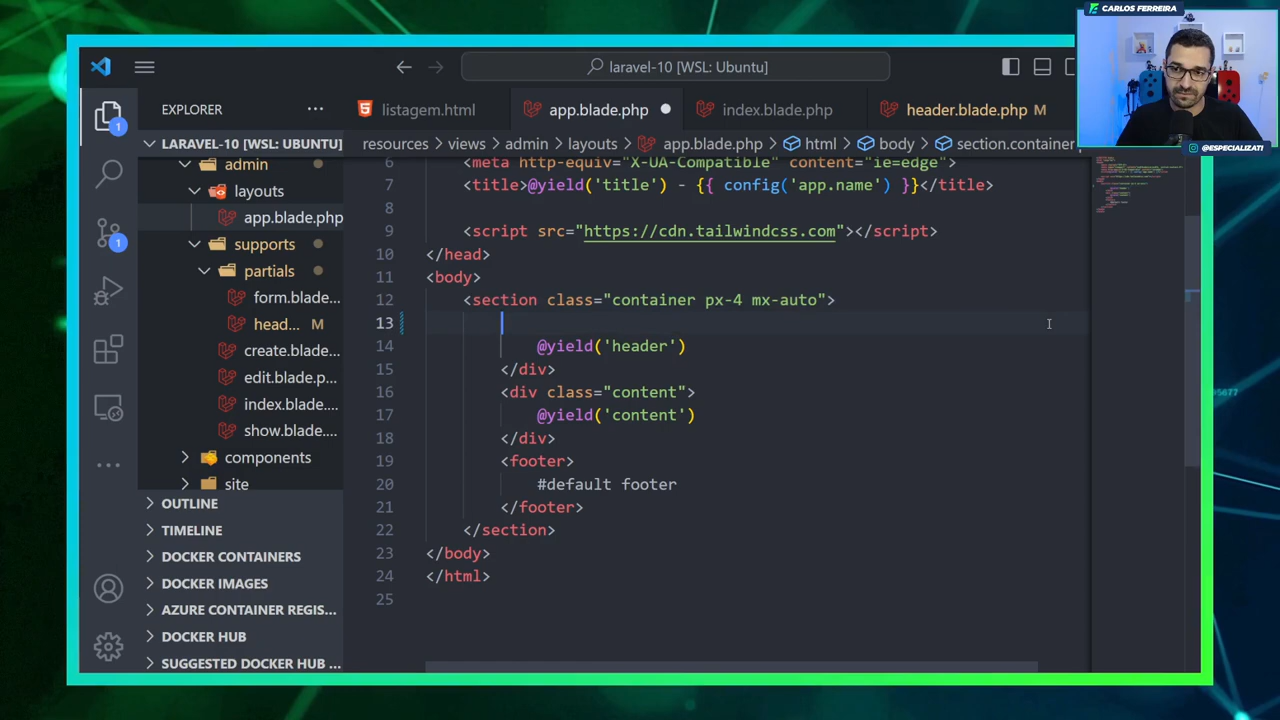 CARLOS FERREIRA
@ESPECIALIZATI
laravel-10 [WSL: Ubuntu]
EXPLORER
listagem.html
app.blade.php
index.blade.php
header.blade.php M
LARAVEL-10 [WSL: UBUNTU]
resources > views > admin > layouts > app.blade.php > html > body > section.container
1
1
admin
layouts
app.blade.php
supports
partials
form.blade...
head... M
create.blade...
edit.blade.p...
index.blade....
show.blade....
components
site
OUTLINE
TIMELINE
DOCKER CONTAINERS
DOCKER IMAGES
AZURE CONTAINER REGIS...
DOCKER HUB
SUGGESTED DOCKER HUB ...
6 <meta http-equiv="X-UA-Compatible" content="ie=edge">
7 <title>@yield('title') - {{ config('app.name') }}</title>
8
9 <script src="https://cdn.tailwindcss.com"></script>
10 </head>
11 <body>
12 <section class="container px-4 mx-auto">
13
14 @yield('header')
15 </div>
16 <div class="content">
17 @yield('content')
18 </div>
19 <footer>
20 #default footer
21 </footer>
22 </section>
23 </body>
24 </html>
25